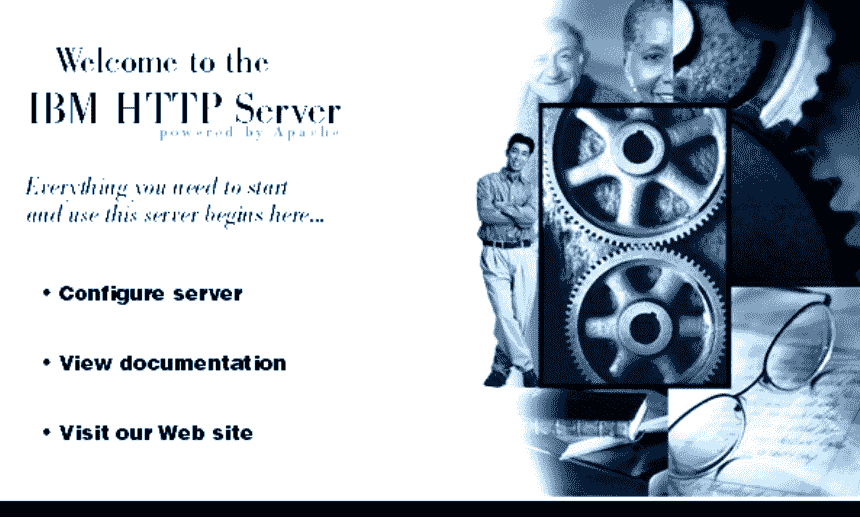 Welcome to the
IBM HTTP Server
powered by Apache
Everything you need to start
and use this server begins here...
• Configure server
• View documentation
• Visit our Web site